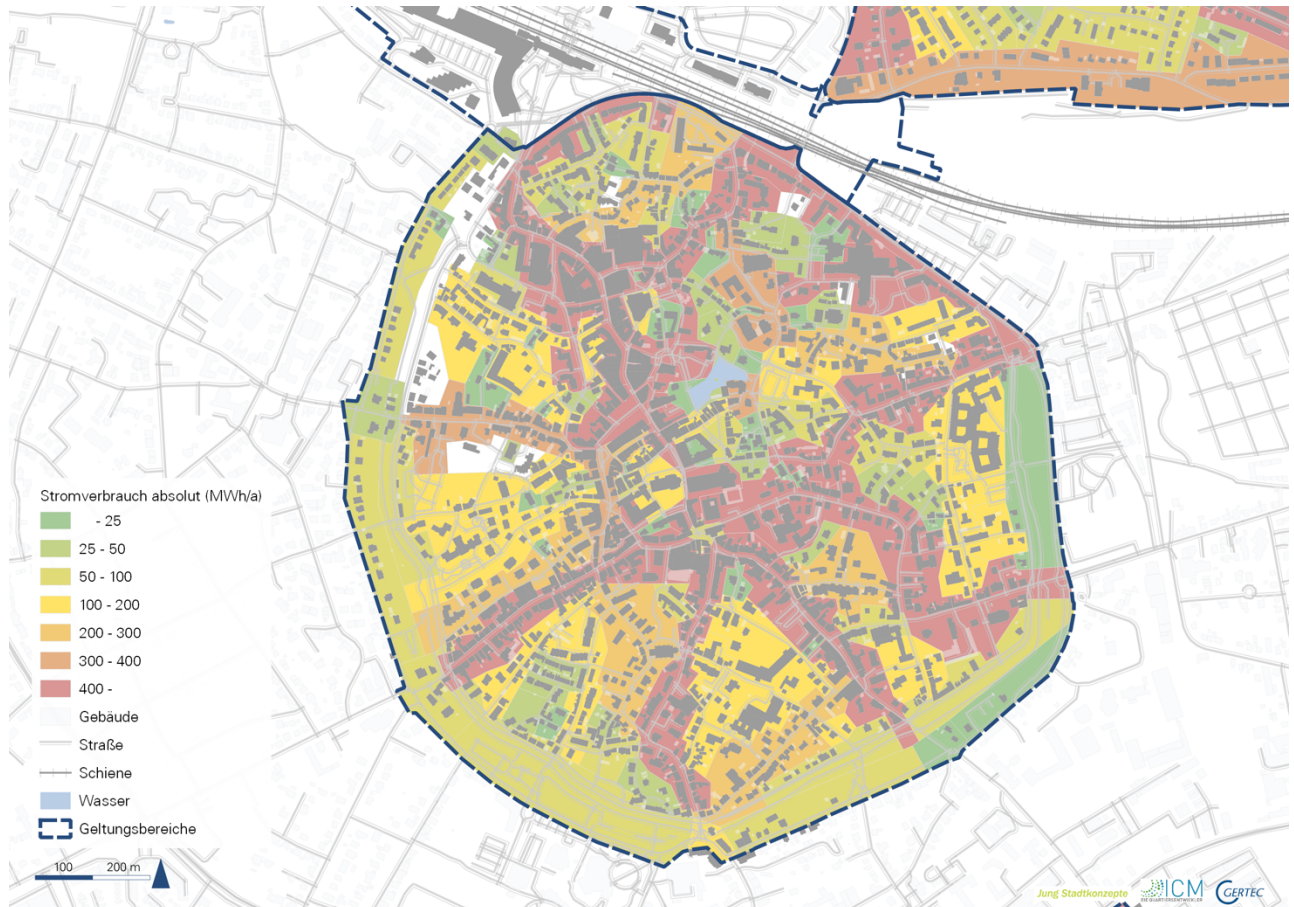 Stromverbrauch absolut (MWh/a)
- 25
25 - 50
50 - 100
100 - 200
200 - 300
300 - 400
400 -
Gebäude
Straße
Schiene
Wasser
Geltungsbereiche
100 200 m
Jung Stadtkonzepte ICM GERTEC
DIE QUARTIERSENTWICKLER